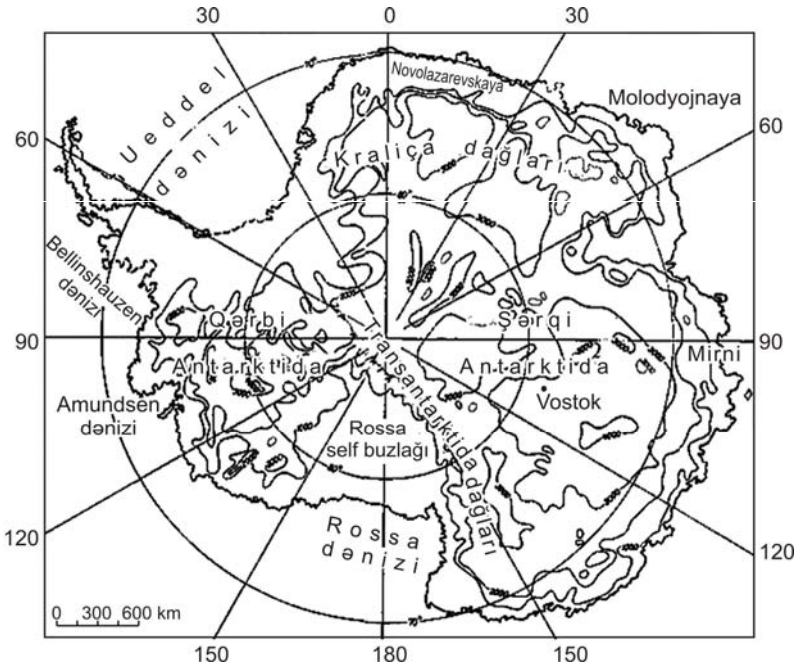 30
0
30
Novolazarevskaya
Molodyojnaya
60
60
Ueddel
dənizi
Kraliça dağları
Bellinshauzen
dənizi
Qərbi
Antarktida
Şərqi
Antarktida
Transantarktida dağları
90
90
Mirni
Vostok
Amundsen
dənizi
Rossa
self buzlağı
Rossa
dənizi
120
120
0 300 600 km
150
180
150